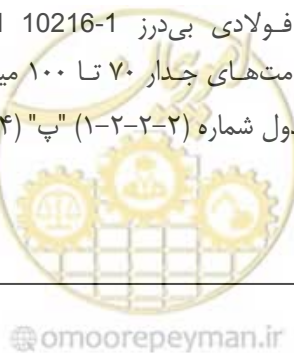 فولادی بی‌درز 10216-1
مت‌های جدار ۷۰ تا ۱۰۰ می
دول شماره (۲-۲-۲-۱) "پ" (۴
omoorepeyman.ir